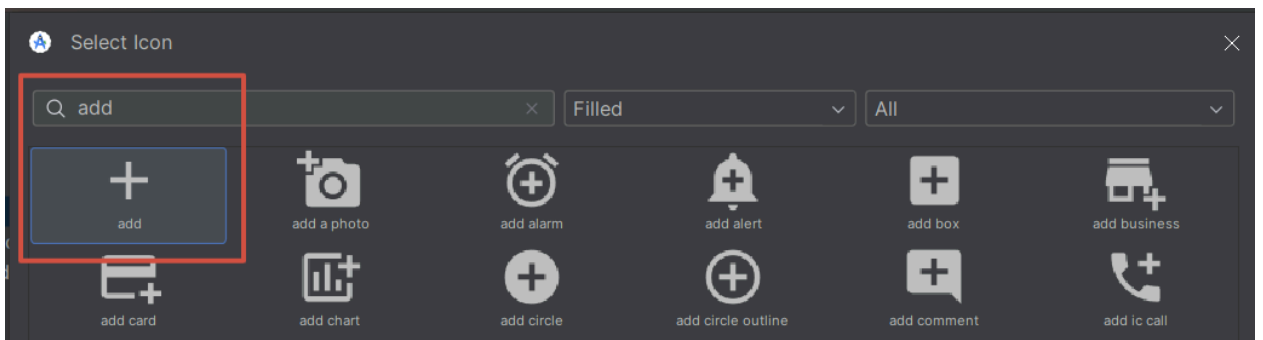 Select Icon
add
Filled
All
add
add a photo
add alarm
add alert
add box
add business
add card
add chart
add circle
add circle outline
add comment
add ic call